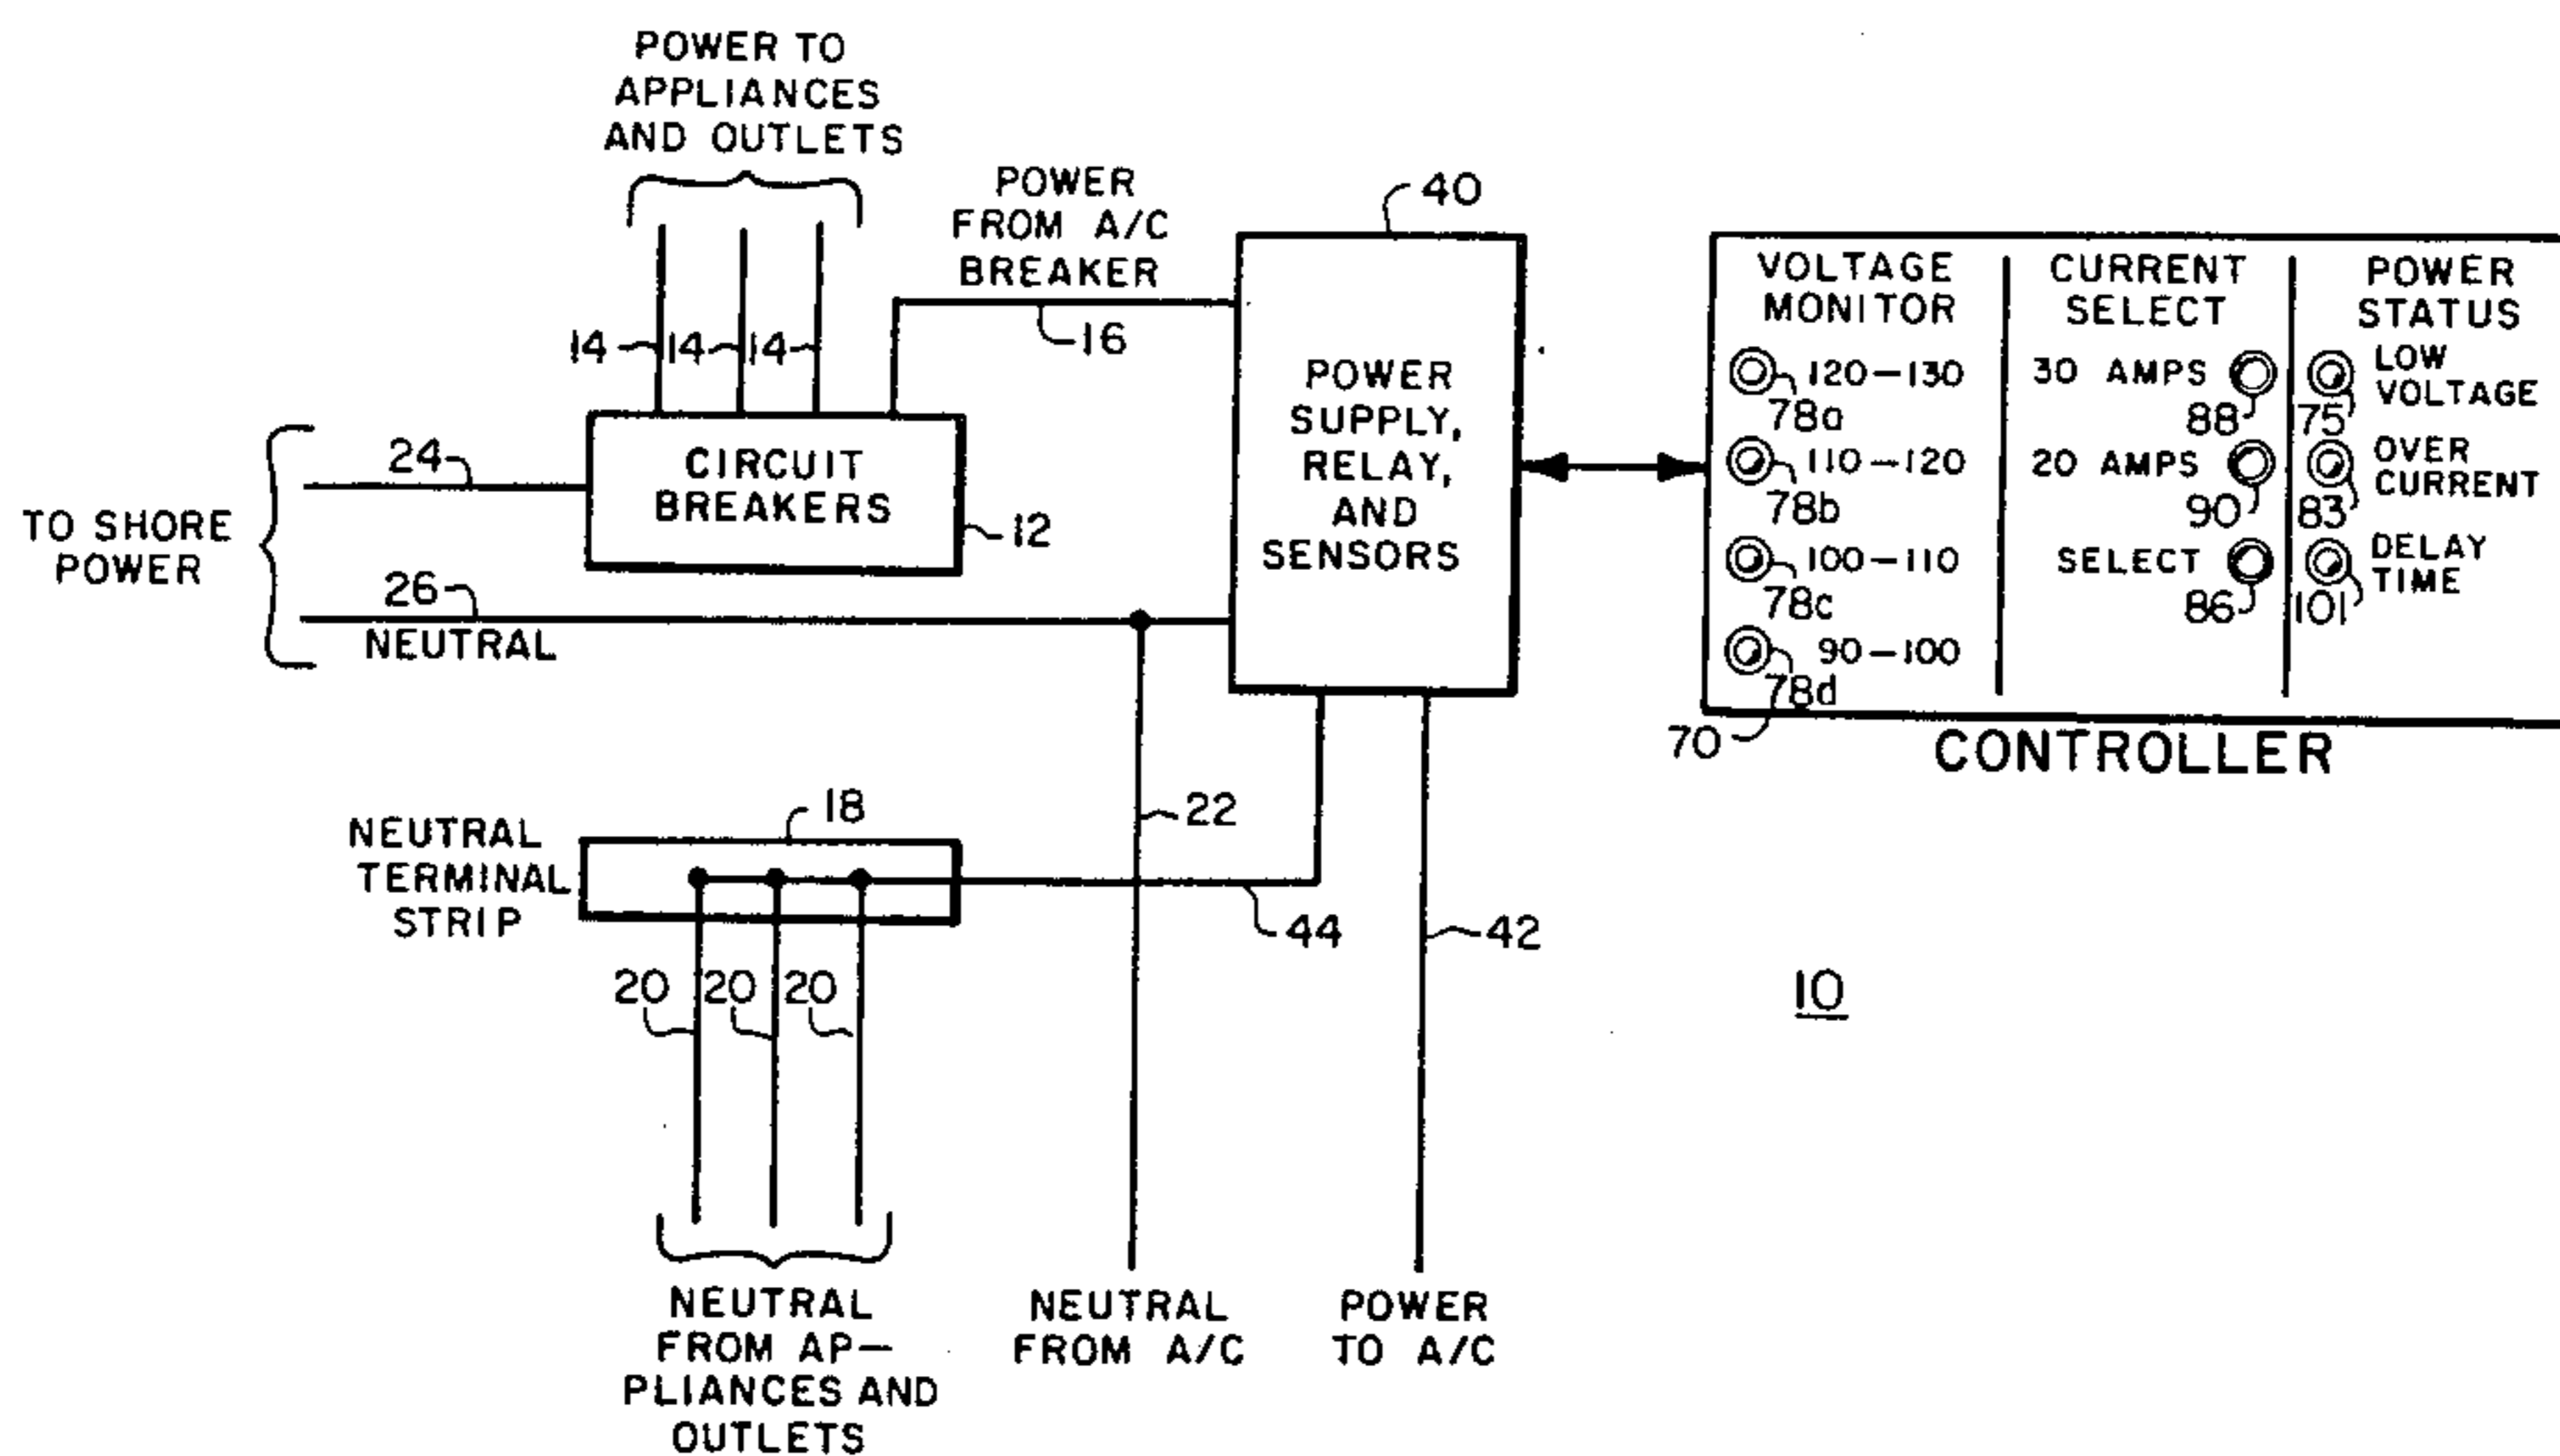 POWER TO
APPLIANCES
AND OUTLETS
POWER
FROM A/C
BREAKER
16
40
14 14 14
24
CIRCUIT
BREAKERS
12
TO SHORE
POWER
26
NEUTRAL
POWER
SUPPLY,
RELAY,
AND
SENSORS
VOLTAGE
MONITOR
120-130
78a
110-120
78b
100-110
78c
90-100
78d
70
CURRENT
SELECT
30 AMPS
88
20 AMPS
90
SELECT
86
POWER
STATUS
LOW
VOLTAGE
75
OVER
CURRENT
83
DELAY
TIME
101
CONTROLLER
18
NEUTRAL
TERMINAL
STRIP
22
44
42
20 20 20
10
NEUTRAL
FROM AP-
PLIANCES AND
OUTLETS
NEUTRAL
FROM A/C
POWER
TO A/C